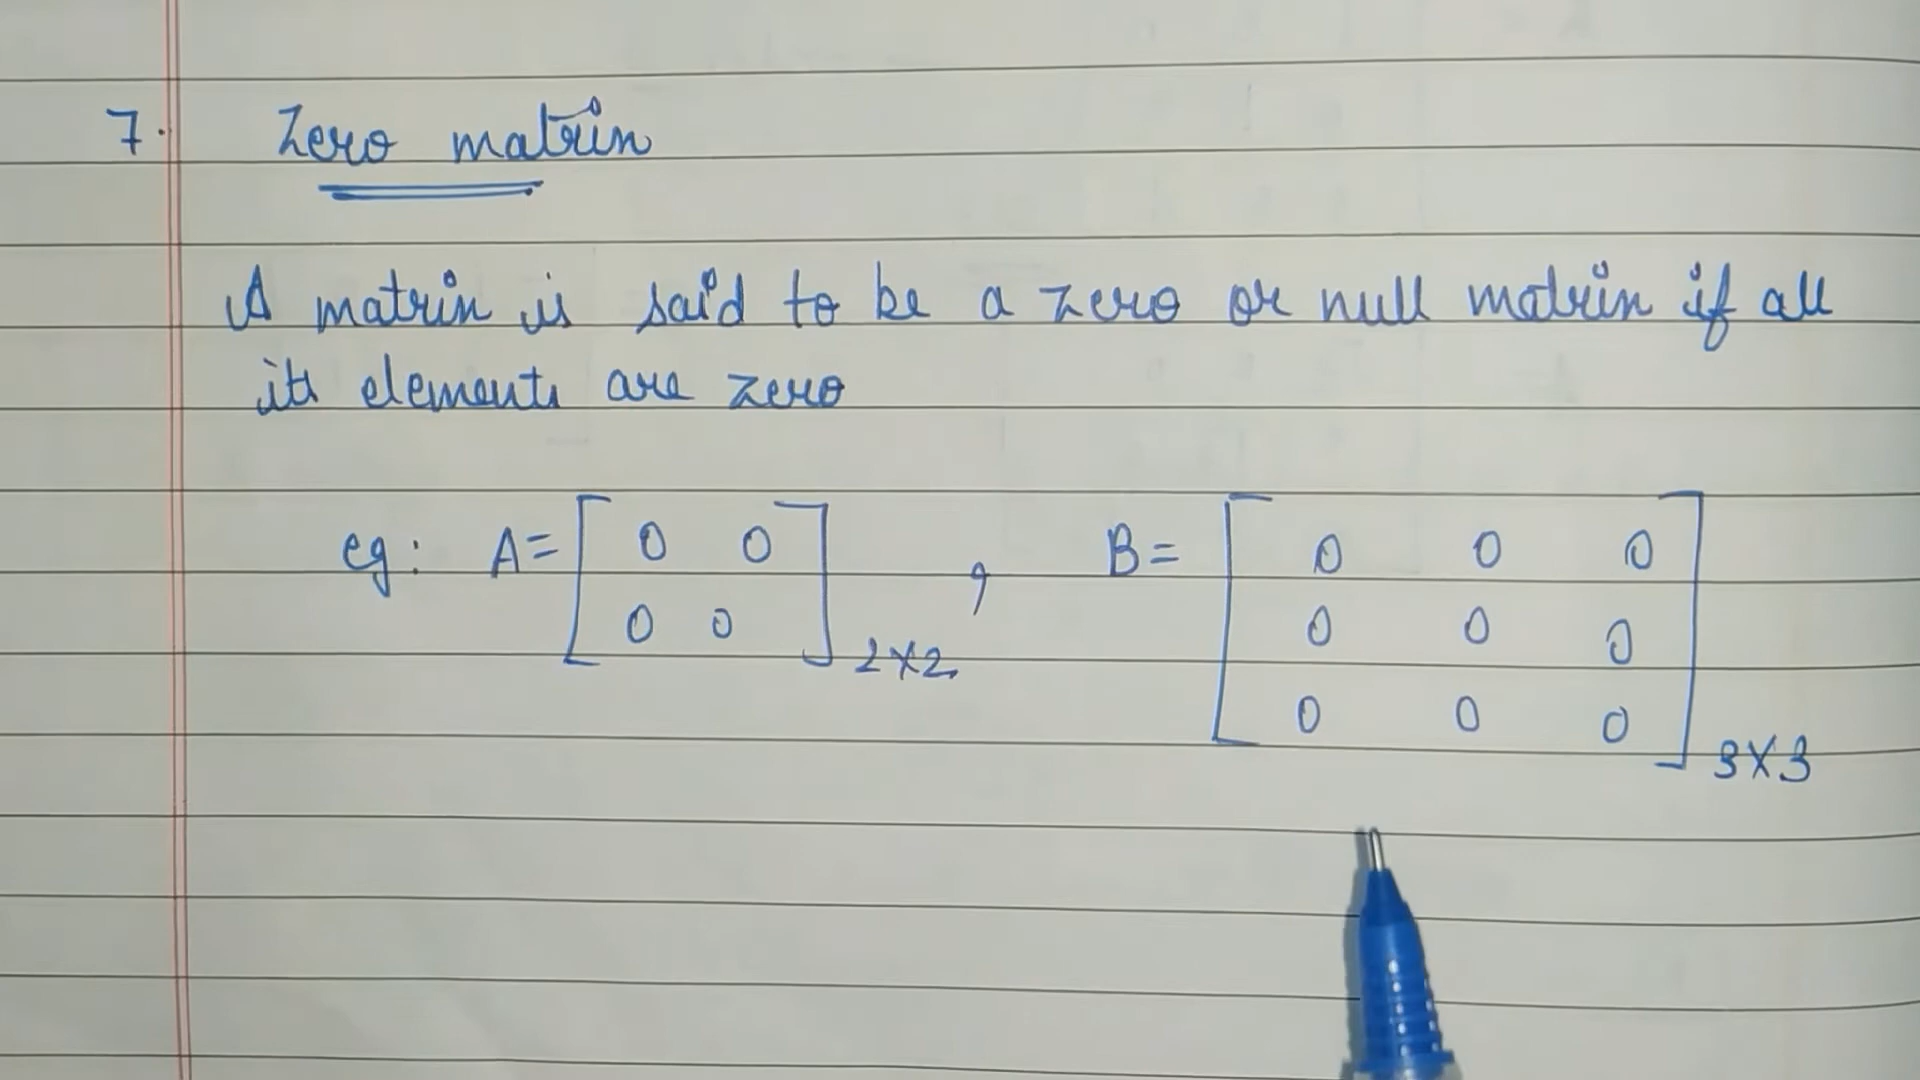 7. Zero matrix
A matrix is said to be a zero or null matrix if all
its elements are zero
eg: A = [ 0 0
0 0 ] 2×2 , B = [ 0 0 0
0 0 0
0 0 0 ] 3×3